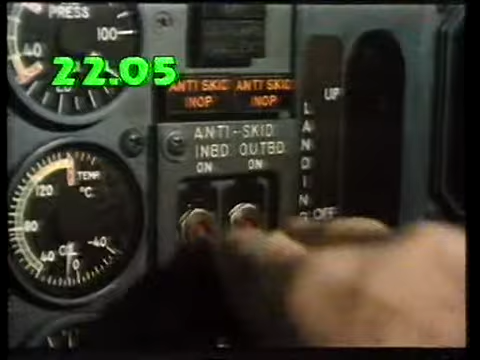 PRESS
100
40
20
22.05
ANTI SKID INOP
ANTI SKID INOP
ANTI-SKID
INBD OUTBD
ON ON
UP
LANDING
OFF
TEMP
°C
120
80
40
0
-40